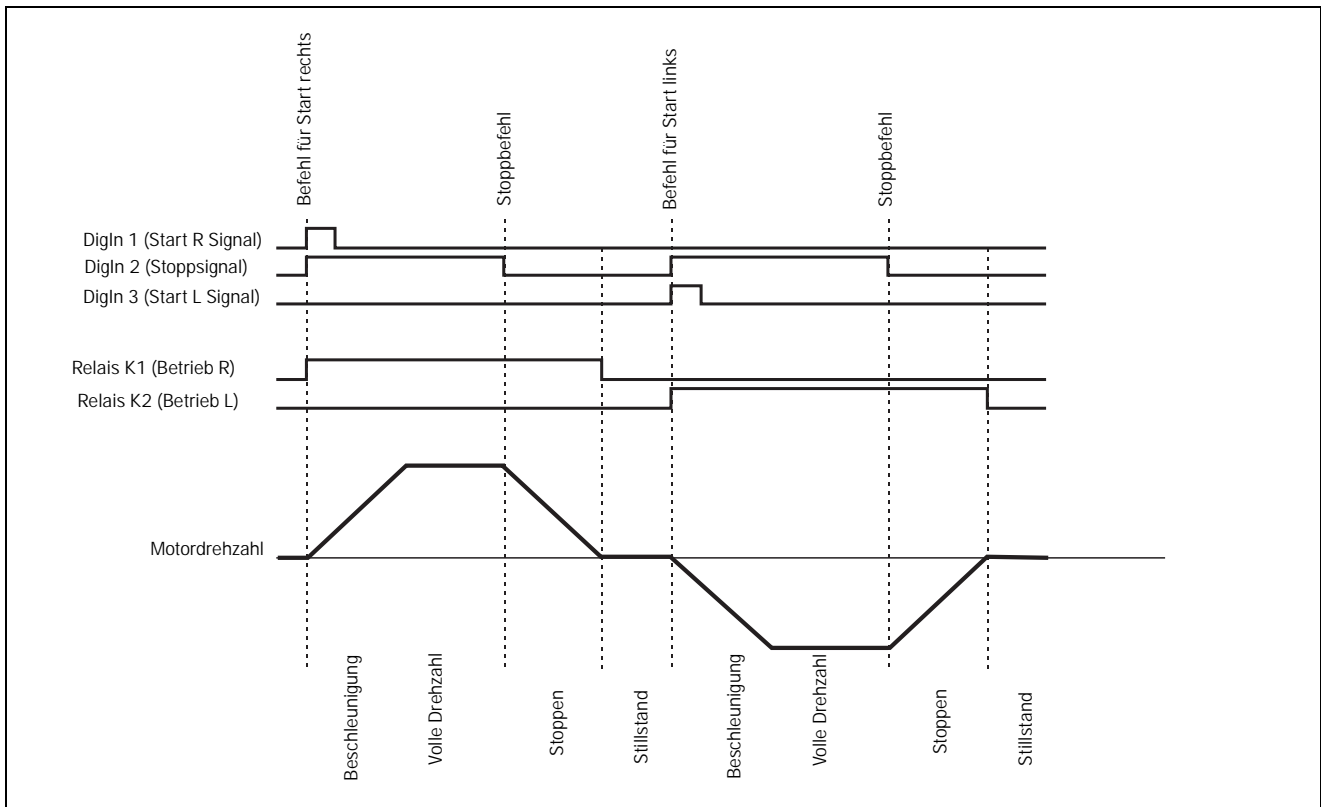 Befehl für Start rechts
Stoppbefehl
Befehl für Start links
Stoppbefehl
DigIn 1 (Start R Signal)
DigIn 2 (Stoppsignal)
DigIn 3 (Start L Signal)
Relais K1 (Betrieb R)
Relais K2 (Betrieb L)
Motordrehzahl
Beschleunigung
Volle Drehzahl
Stoppen
Stillstand
Beschleunigung
Volle Drehzahl
Stoppen
Stillstand